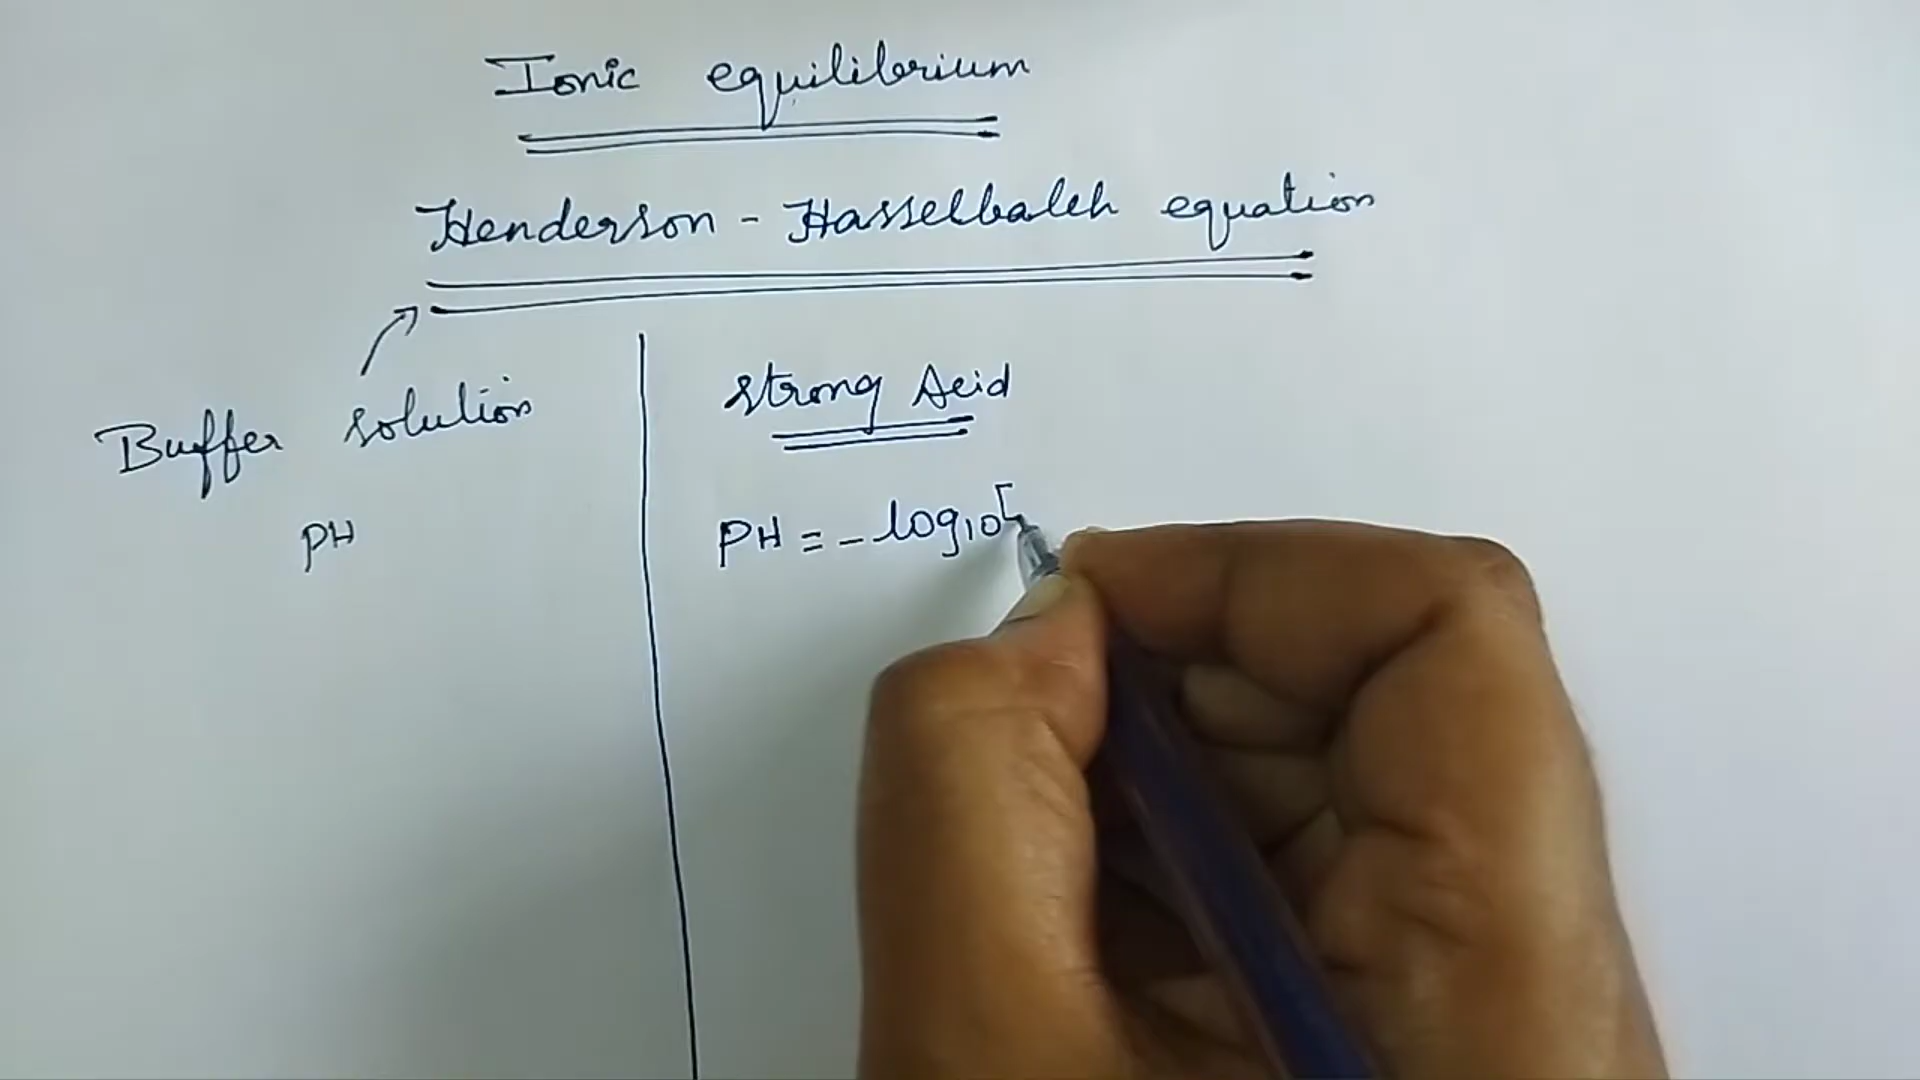 Ionic equilibrium
Henderson - Hasselbalch equation
Buffer solution
PH
Strong Acid
PH = - log₁₀[